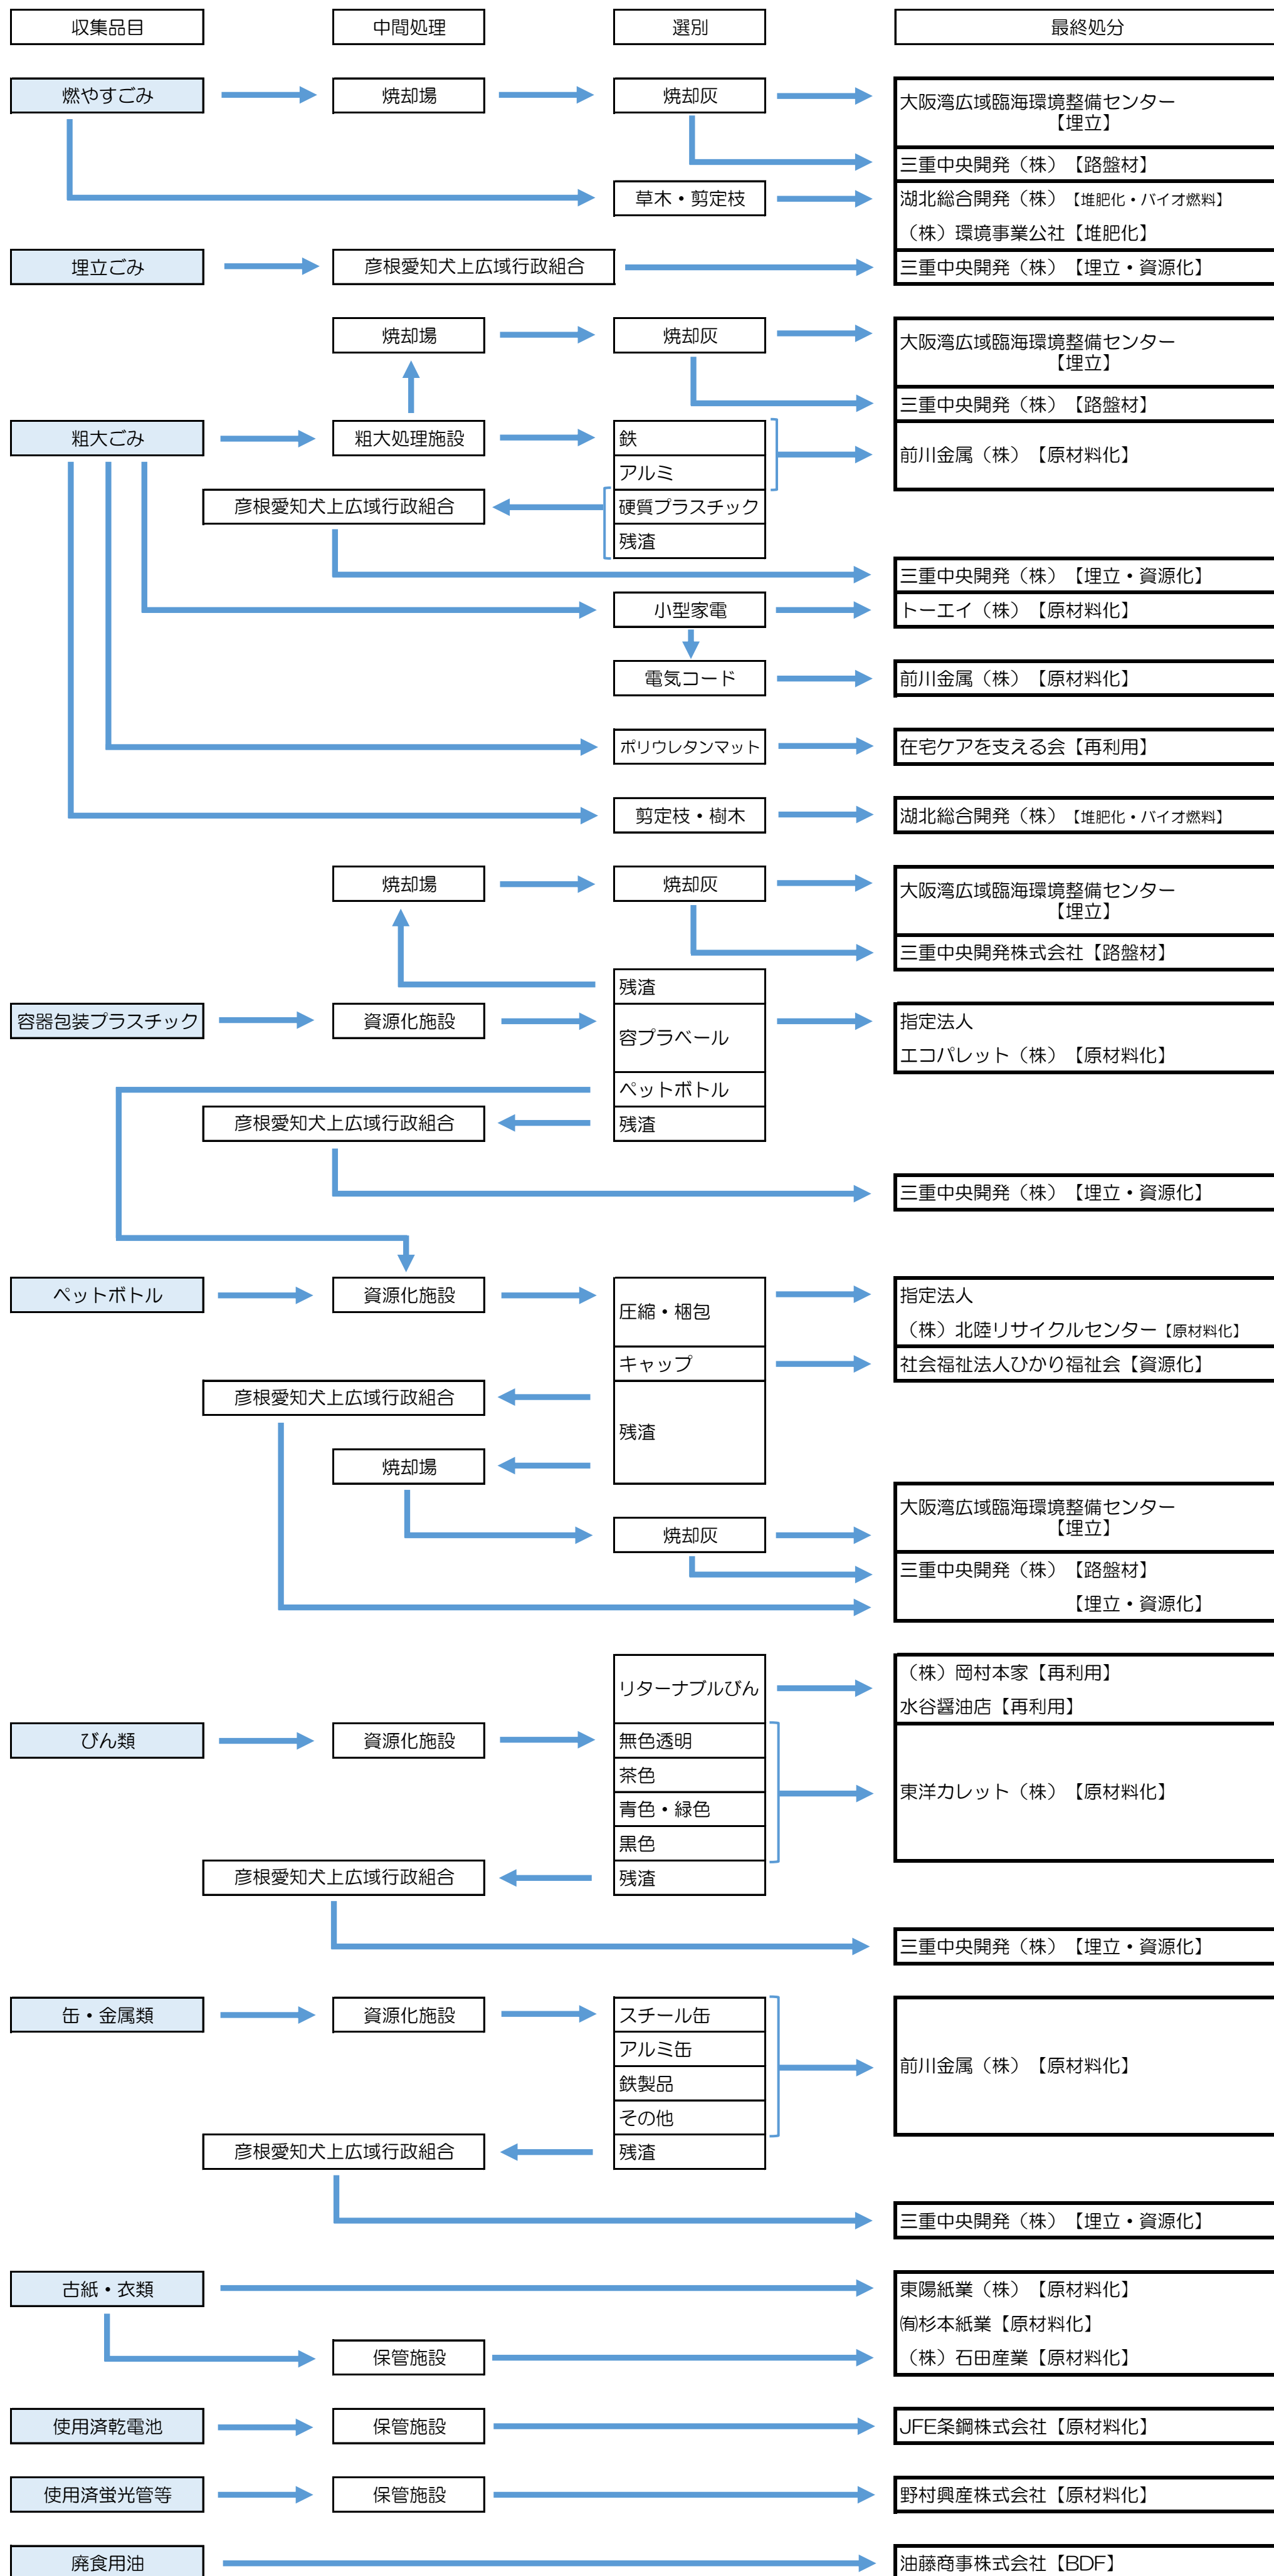 収集品目 中間処理 選別 最終処分
燃やすごみ 焼却場 焼却灰 大阪湾広域臨海環境整備センター
【埋立】
三重中央開発（株）【路盤材】
草木・剪定枝 湖北総合開発（株）【堆肥化・バイオ燃料】
（株）環境事業公社【堆肥化】
埋立ごみ 彦根愛知犬上広域行政組合 三重中央開発（株）【埋立・資源化】
焼却場 焼却灰 大阪湾広域臨海環境整備センター
【埋立】
三重中央開発（株）【路盤材】
粗大ごみ 粗大処理施設 鉄 前川金属（株）【原材料化】
アルミ
彦根愛知犬上広域行政組合 硬質プラスチック
残渣
三重中央開発（株）【埋立・資源化】
小型家電 トーエイ（株）【原材料化】
電気コード 前川金属（株）【原材料化】
ポリウレタンマット 在宅ケアを支える会【再利用】
剪定枝・樹木 湖北総合開発（株）【堆肥化・バイオ燃料】
焼却場 焼却灰 大阪湾広域臨海環境整備センター
【埋立】
三重中央開発株式会社【路盤材】
残渣
容器包装プラスチック 資源化施設 容プラベール 指定法人
エコパレット（株）【原材料化】
ペットボトル
彦根愛知犬上広域行政組合 残渣
三重中央開発（株）【埋立・資源化】
ペットボトル 資源化施設 圧縮・梱包 指定法人
（株）北陸リサイクルセンター【原材料化】
キャップ 社会福祉法人ひかり福祉会【資源化】
彦根愛知犬上広域行政組合
残渣
焼却場
大阪湾広域臨海環境整備センター
【埋立】
焼却灰
三重中央開発（株）【路盤材】
【埋立・資源化】
リターナブルびん （株）岡村本家【再利用】
水谷醤油店【再利用】
びん類 資源化施設 無色透明
茶色 東洋カレット（株）【原材料化】
青色・緑色
黒色
彦根愛知犬上広域行政組合 残渣
三重中央開発（株）【埋立・資源化】
缶・金属類 資源化施設 スチール缶
アルミ缶 前川金属（株）【原材料化】
鉄製品
その他
彦根愛知犬上広域行政組合 残渣
三重中央開発（株）【埋立・資源化】
古紙・衣類 東陽紙業（株）【原材料化】
㈲杉本紙業【原材料化】
保管施設 （株）石田産業【原材料化】
使用済乾電池 保管施設 JFE条鋼株式会社【原材料化】
使用済蛍光管等 保管施設 野村興産株式会社【原材料化】
廃食用油 油藤商事株式会社【BDF】